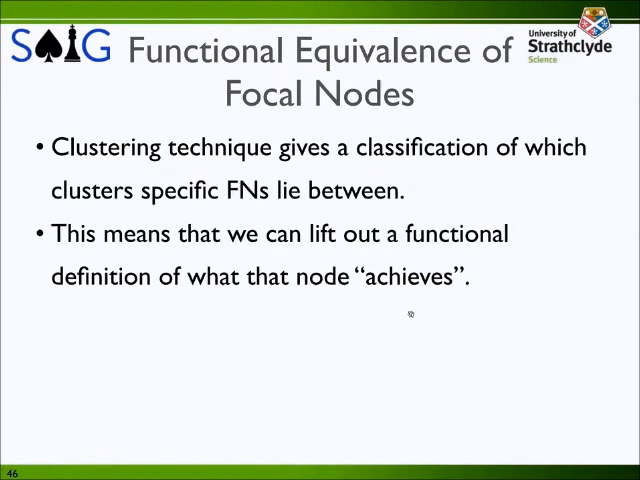 S♠I G
University of
Strathclyde
Science
Functional Equivalence of
Focal Nodes
• Clustering technique gives a classification of which
clusters specific FNs lie between.
• This means that we can lift out a functional
definition of what that node “achieves”.
46